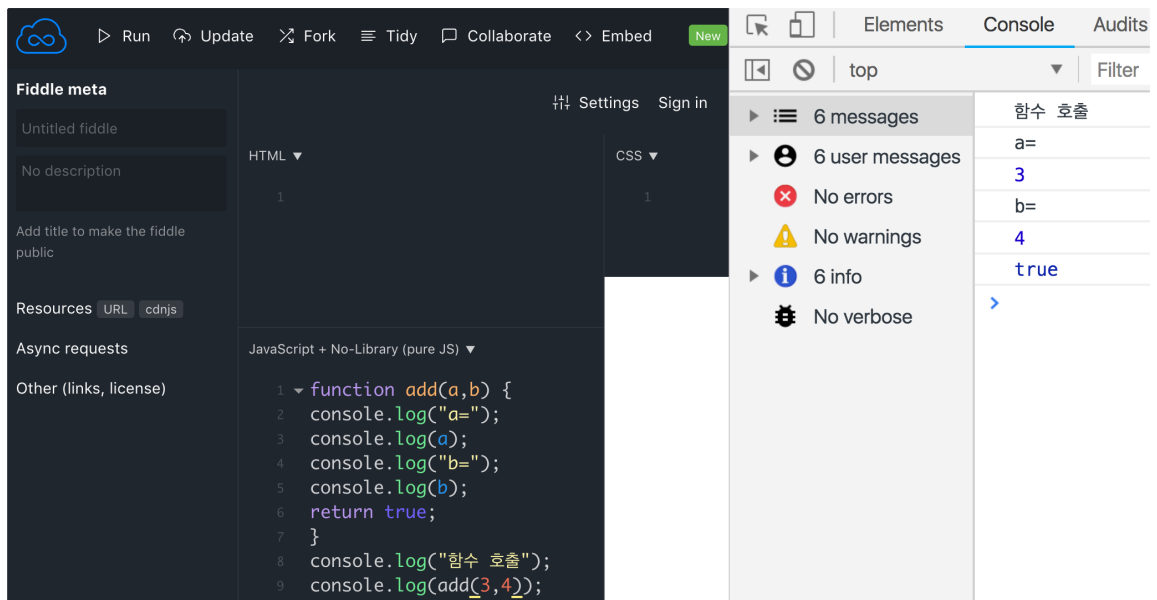 Run Update Fork Tidy Collaborate Embed New
Fiddle meta
Untitled fiddle
No description
Add title to make the fiddle
public
Resources URL cdnjs
Async requests
Other (links, license)
Settings Sign in
HTML
1
CSS
1
JavaScript + No-Library (pure JS)
1 function add(a,b) {
2 console.log("a=");
3 console.log(a);
4 console.log("b=");
5 console.log(b);
6 return true;
7 }
8 console.log("함수 호출");
9 console.log(add(3,4));
Elements Console Audits
top Filter
6 messages
6 user messages
No errors
No warnings
6 info
No verbose
함수 호출
a=
3
b=
4
true